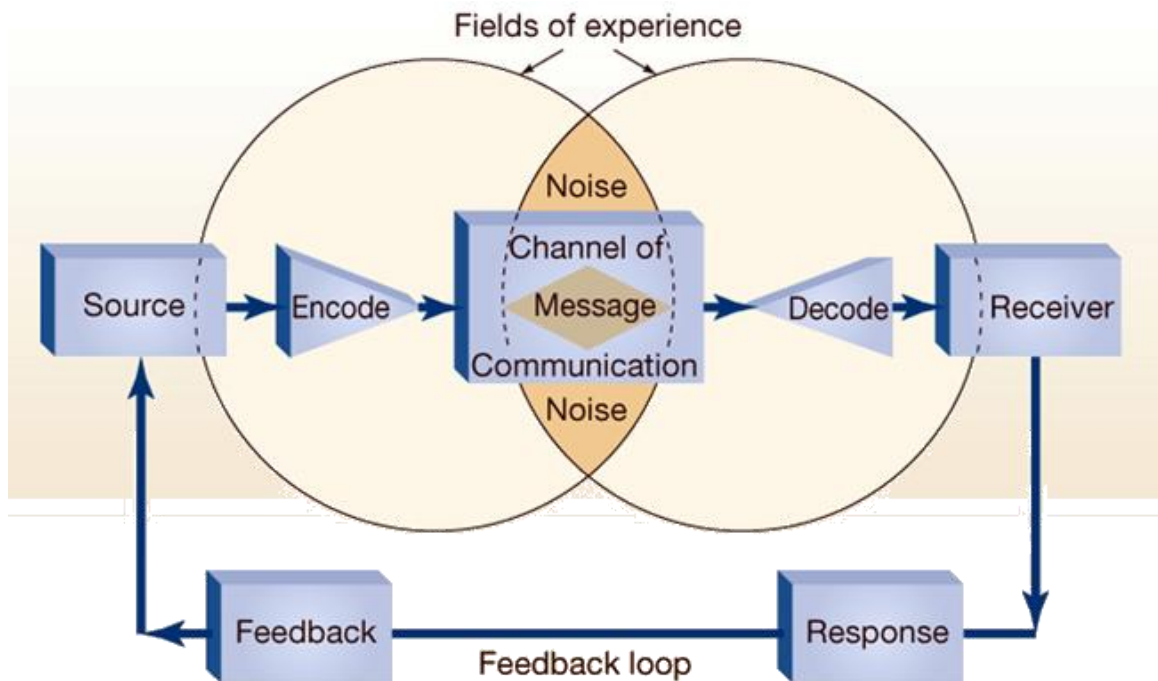 Fields of experience
Noise
Channel of
Source
Encode
Message
Decode
Receiver
Communication
Noise
Feedback
Response
Feedback loop